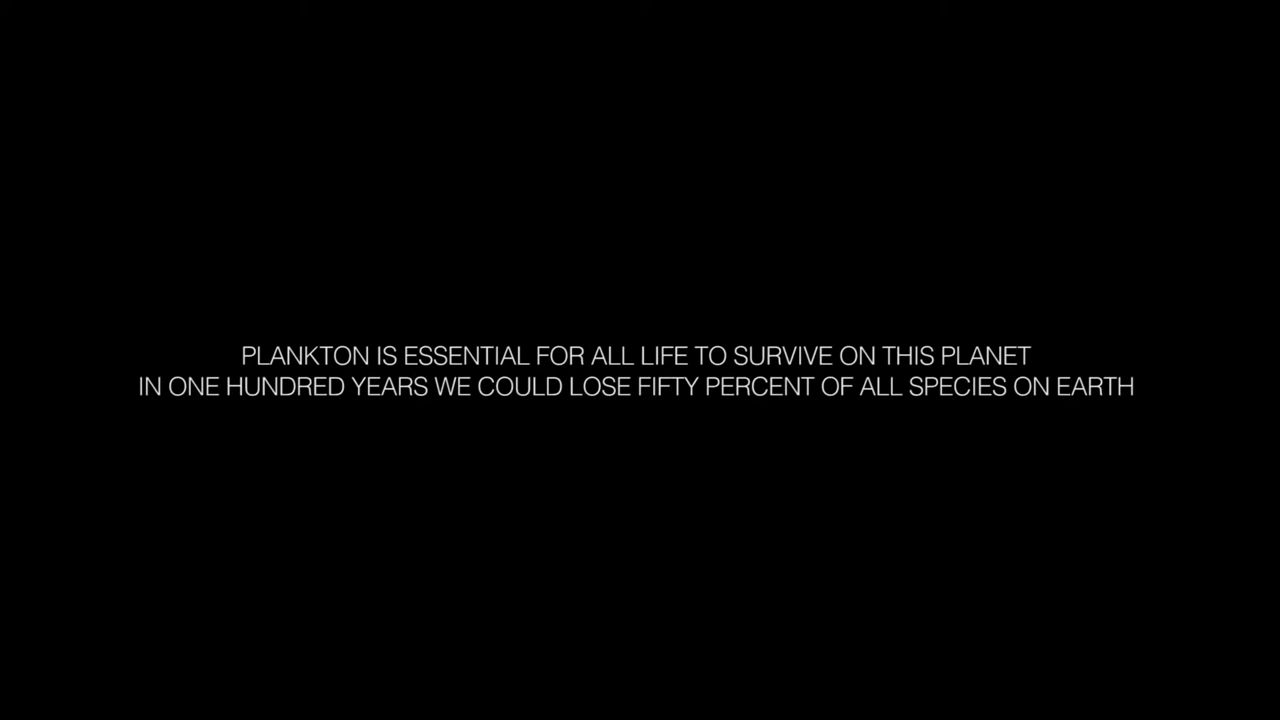 PLANKTON IS ESSENTIAL FOR ALL LIFE TO SURVIVE ON THIS PLANET
IN ONE HUNDRED YEARS WE COULD LOSE FIFTY PERCENT OF ALL SPECIES ON EARTH